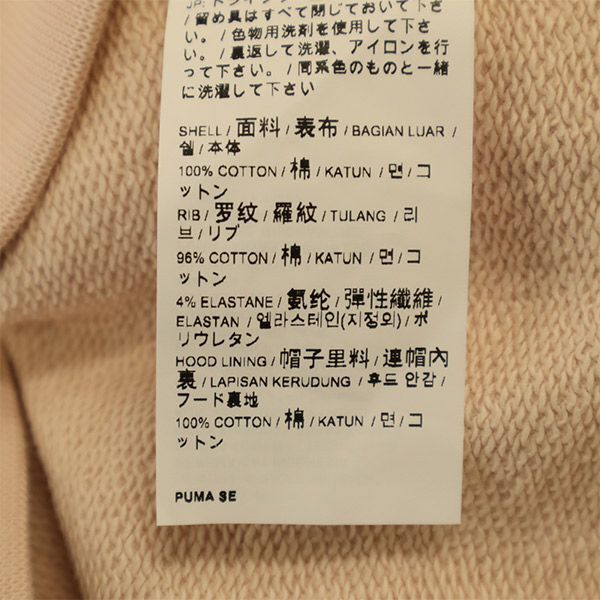 / 留め具はすべて閉じておいて下さ
い。 / 色物用洗剤を使用して下さ
い。 / 裏返して洗濯、アイロンを行
って下さい。 / 同系色のものと一緒
に洗濯して下さい
SHELL / 面料 / 表布 / BAGIAN LUAR /
쉘 / 本体
100% COTTON / 棉 / KATUN / 면 / コ
ットン
RIB / 罗纹 / 羅紋 / TULANG / 리
브 / リブ
96% COTTON / 棉 / KATUN / 면 / コ
ットン
4% ELASTANE / 氨纶 / 彈性纖維 /
ELASTAN / 엘라스테인(지정외) / ポ
リウレタン
HOOD LINING / 帽子里料 / 連帽內
裏 / LAPISAN KERUDUNG / 후드 안감 /
フード裏地
100% COTTON / 棉 / KATUN / 면 / コ
ットン
PUMA SE